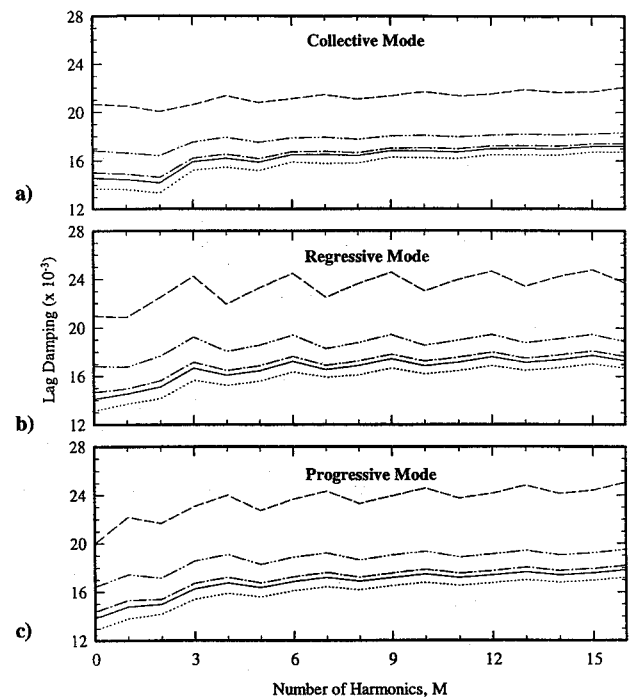 28
24
20
16
12
Collective Mode
a)
28
24
20
16
12
Regressive Mode
b)
Lag Damping (x 10⁻³)
28
24
20
16
12
Progressive Mode
c)
0 3 6 9 12 15
Number of Harmonics, M